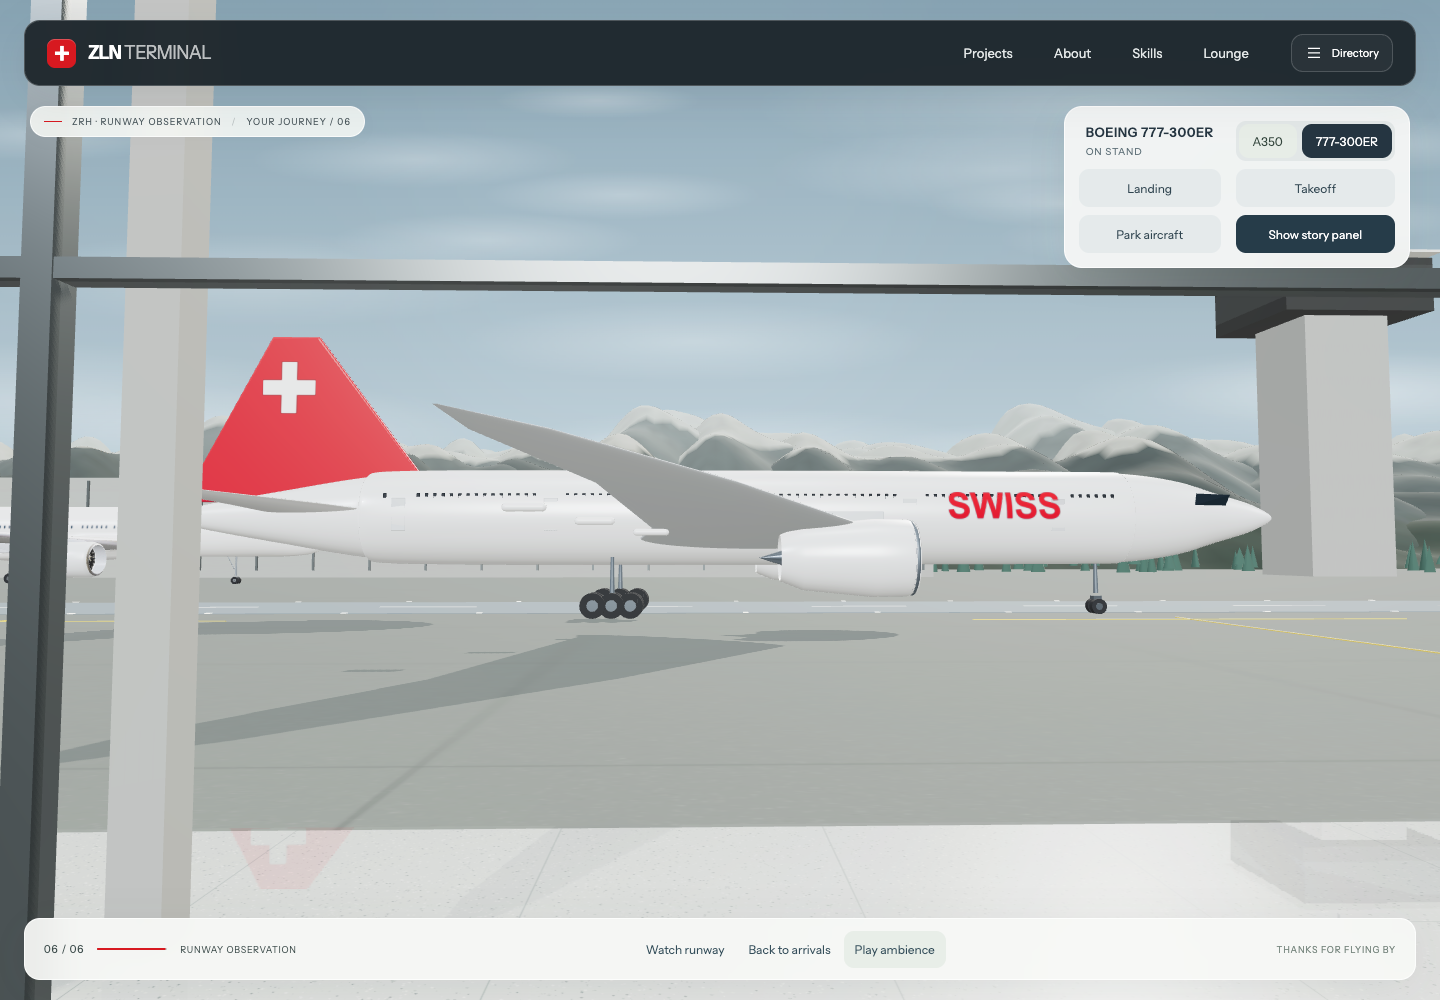 ZLN TERMINAL
Projects
About
Skills
Lounge
Directory
ZRH · RUNWAY OBSERVATION / YOUR JOURNEY / 06
BOEING 777-300ER
ON STAND
A350
777-300ER
Landing
Takeoff
Park aircraft
Show story panel
SWISS
06 / 06
RUNWAY OBSERVATION
Watch runway
Back to arrivals
Play ambience
THANKS FOR FLYING BY